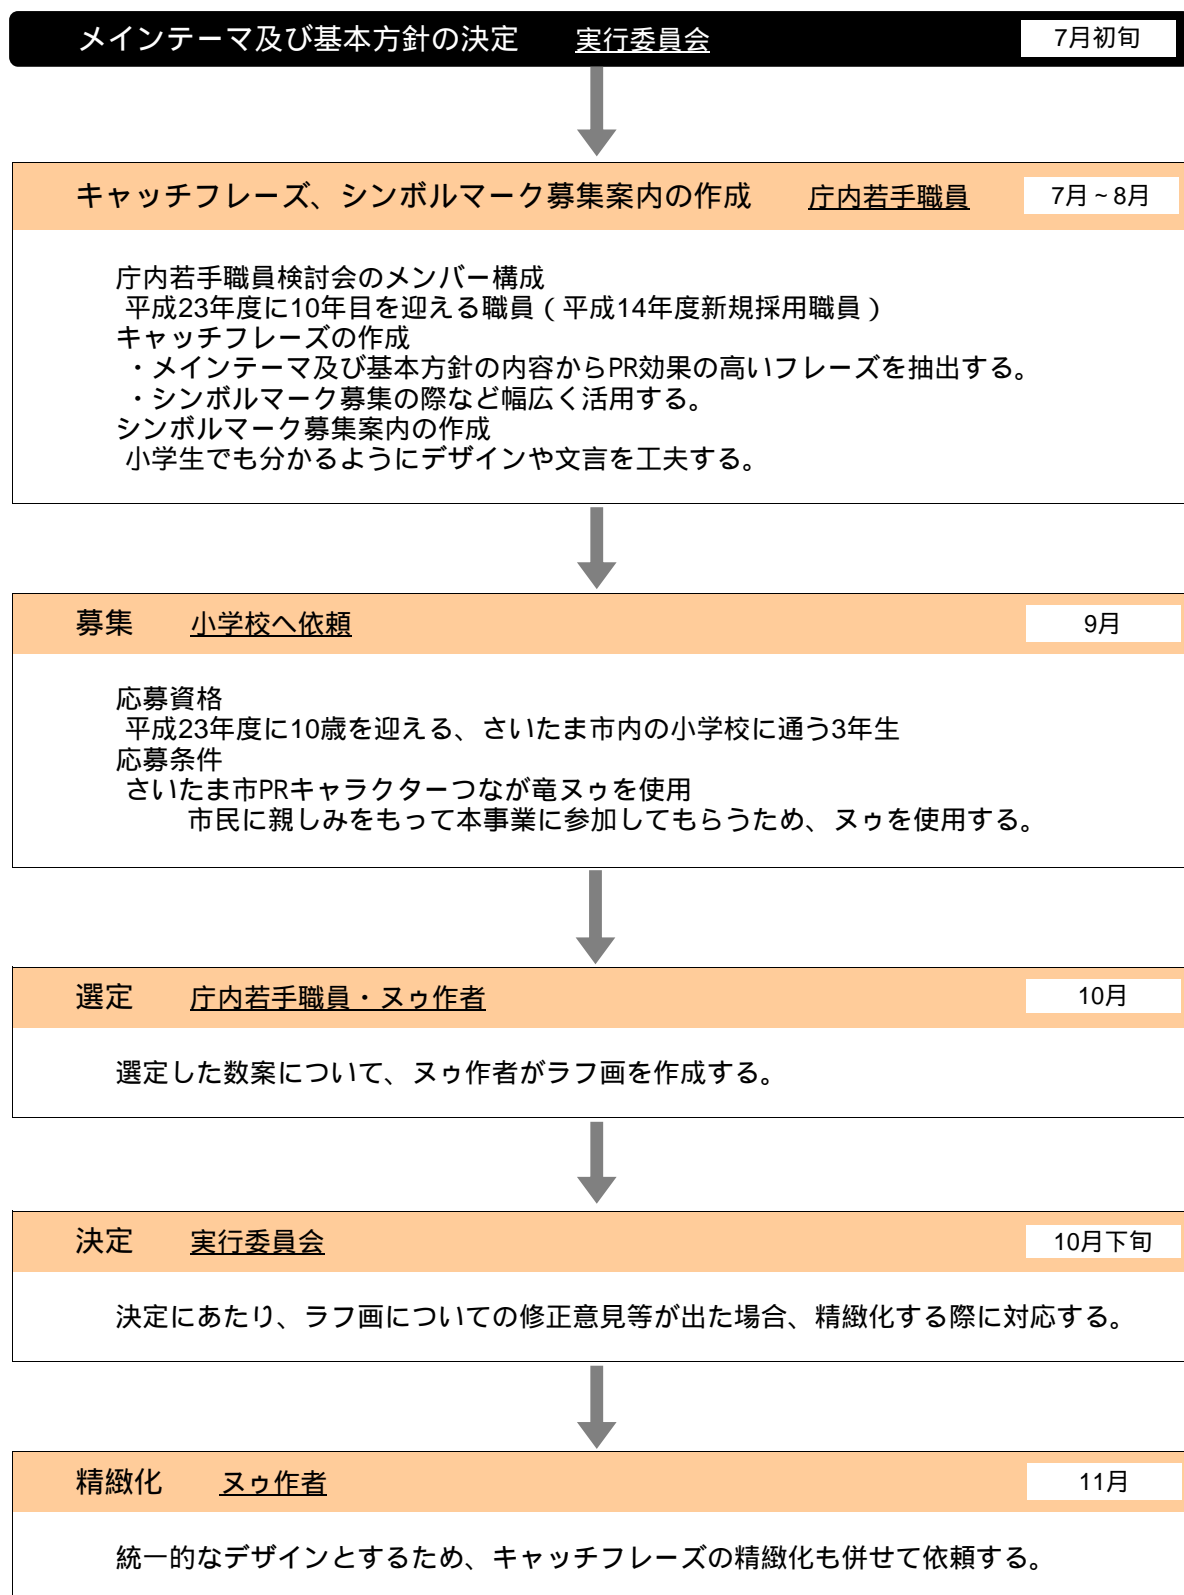 メインテーマ及び基本方針の決定 実行委員会 7月初旬
キャッチフレーズ、シンボルマーク募集案内の作成 庁内若手職員 7月～8月
庁内若手職員検討会のメンバー構成
平成23年度に10年目を迎える職員（平成14年度新規採用職員）
キャッチフレーズの作成
・メインテーマ及び基本方針の内容からPR効果の高いフレーズを抽出する。
・シンボルマーク募集の際など幅広く活用する。
シンボルマーク募集案内の作成
小学生でも分かるようにデザインや文言を工夫する。
募集 小学校へ依頼 9月
応募資格
平成23年度に10歳を迎える、さいたま市内の小学校に通う3年生
応募条件
さいたま市PRキャラクターつなが竜ヌゥを使用
市民に親しみをもって本事業に参加してもらうため、ヌゥを使用する。
選定 庁内若手職員・ヌゥ作者 10月
選定した数案について、ヌゥ作者がラフ画を作成する。
決定 実行委員会 10月下旬
決定にあたり、ラフ画についての修正意見等が出た場合、精緻化する際に対応する。
精緻化 ヌゥ作者 11月
統一的なデザインとするため、キャッチフレーズの精緻化も併せて依頼する。